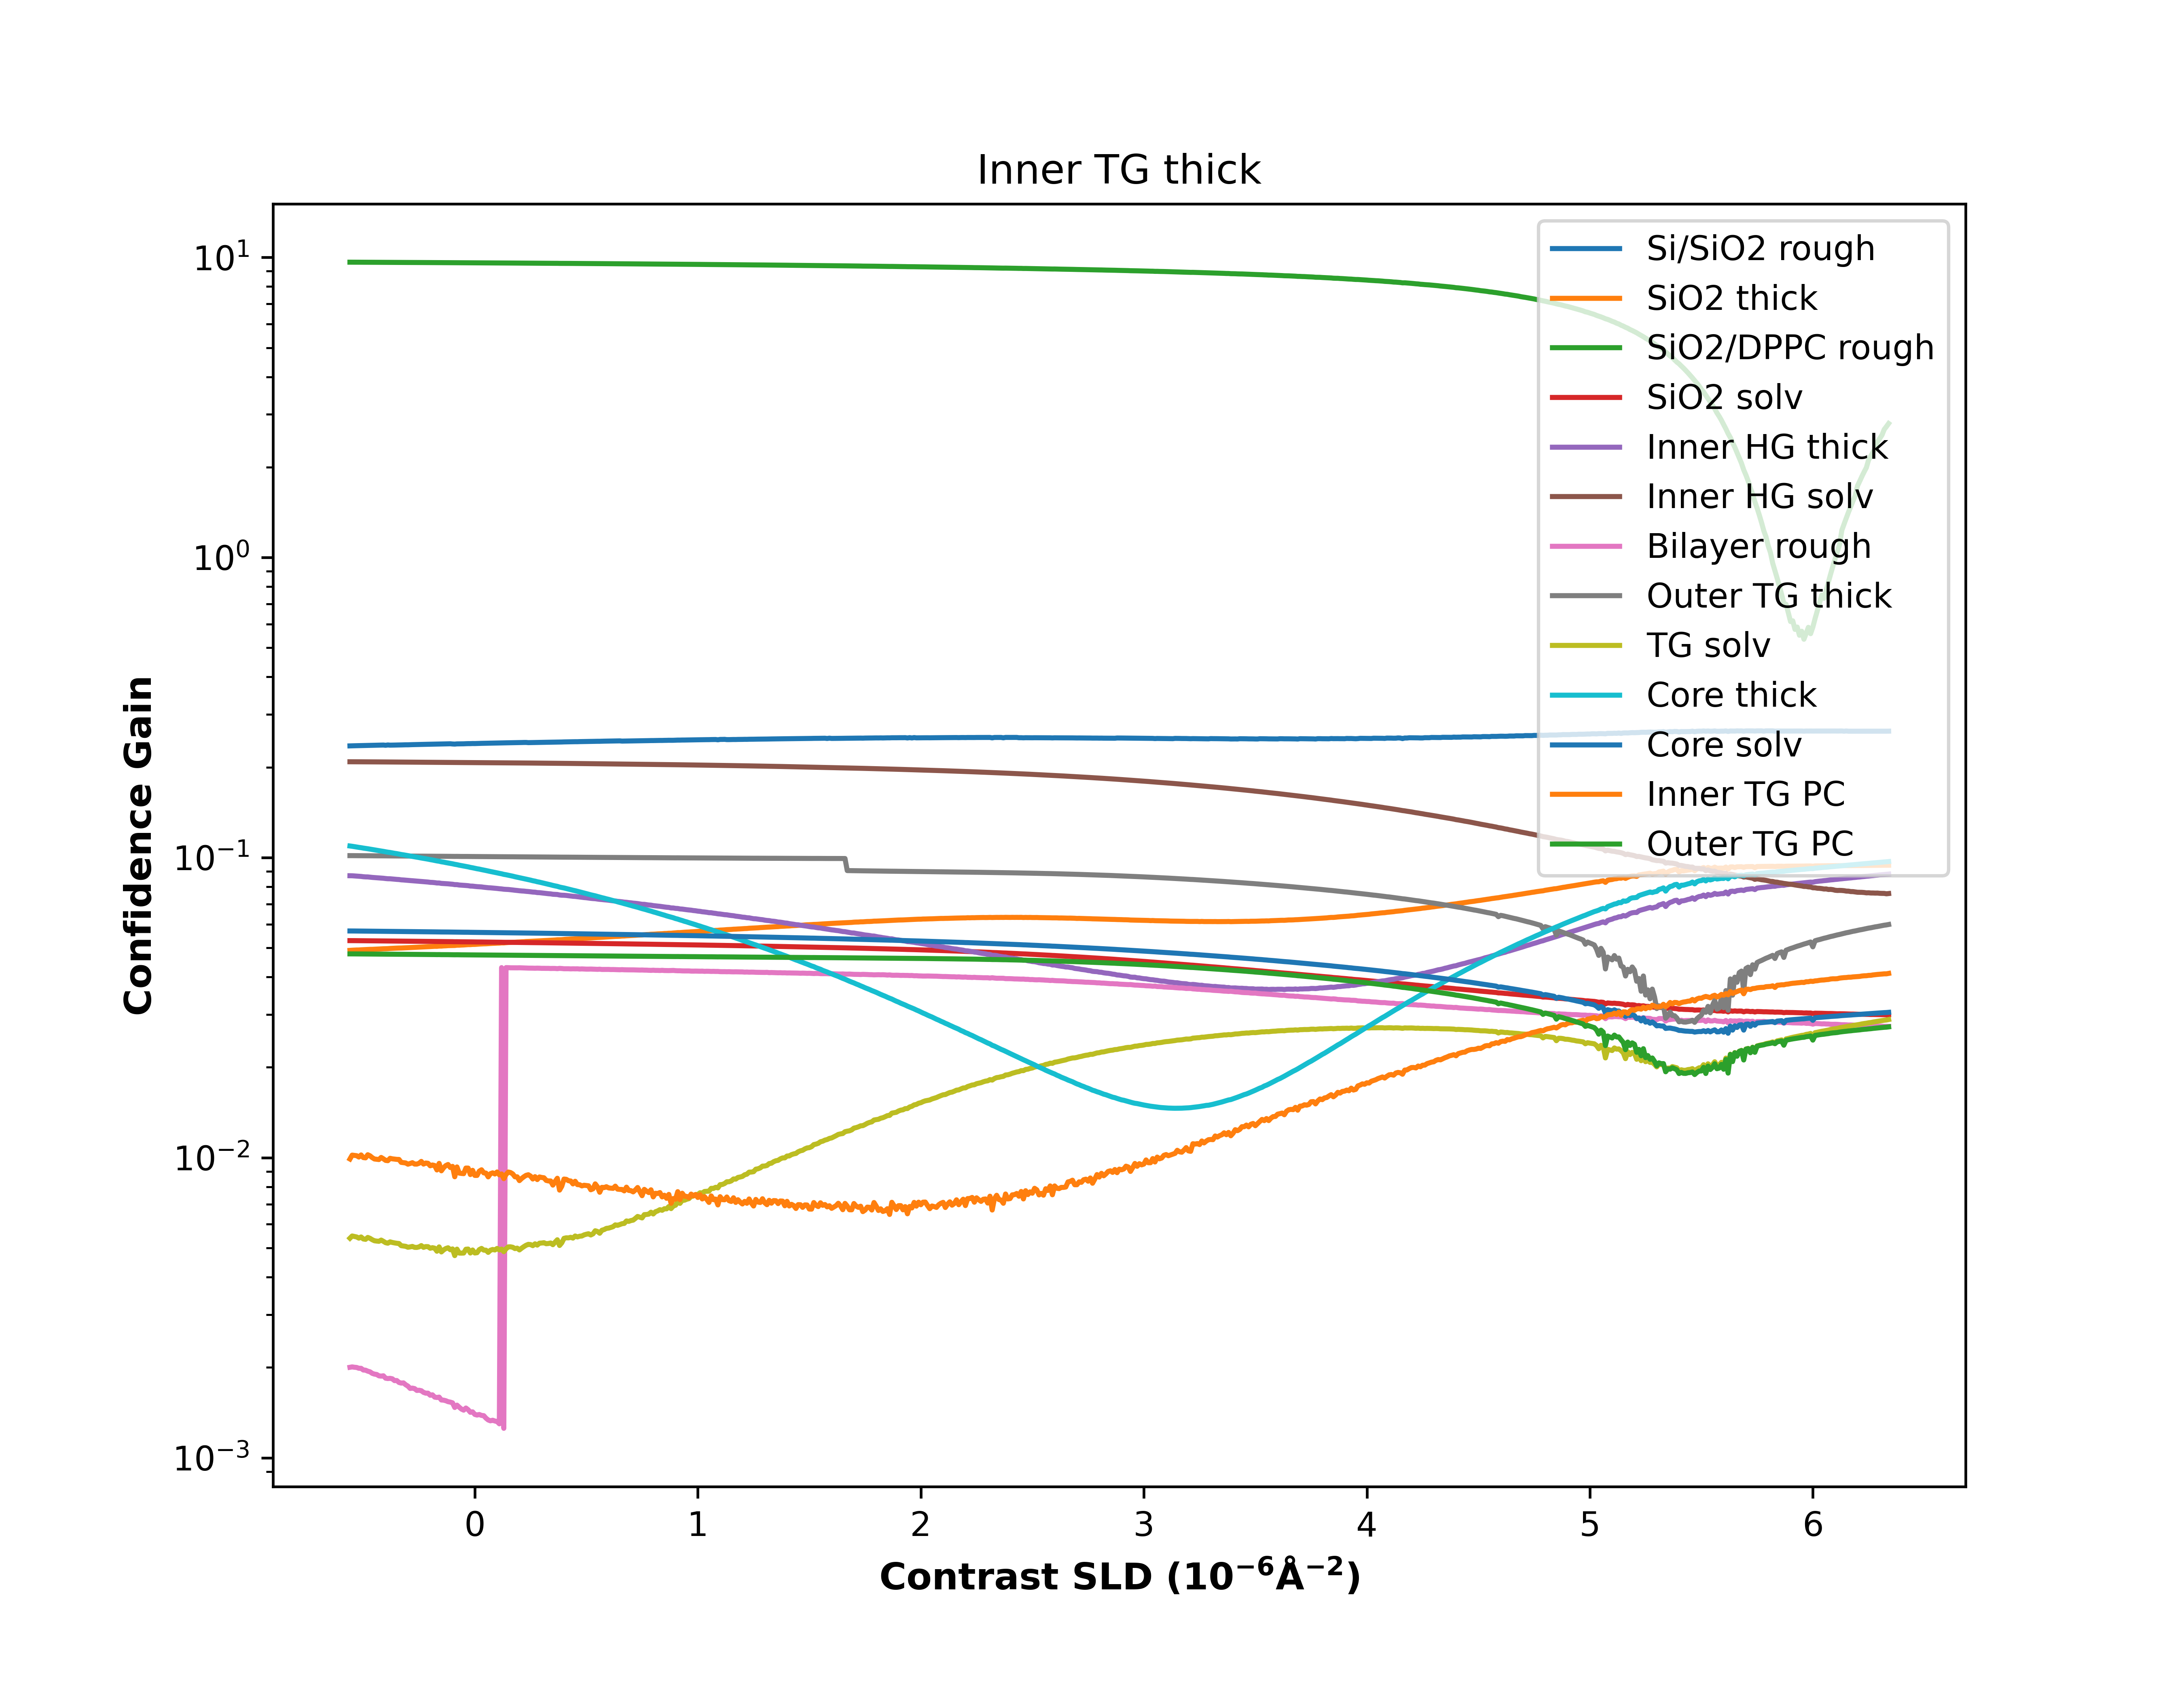 Inner TG thick
10¹
10⁰
10⁻¹
10⁻²
10⁻³
Confidence Gain
Si/SiO2 rough
SiO2 thick
SiO2/DPPC rough
SiO2 solv
Inner HG thick
Inner HG solv
Bilayer rough
Outer TG thick
TG solv
Core thick
Core solv
Inner TG PC
Outer TG PC
0 1 2 3 4 5 6
Contrast SLD (10⁻⁶Å⁻²)